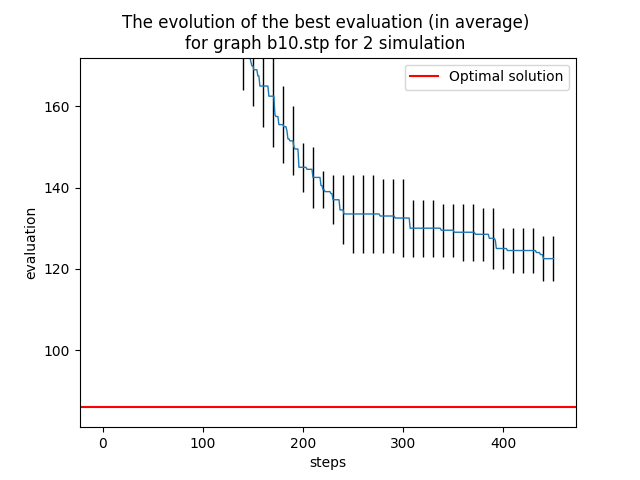 The evolution of the best evaluation (in average)
for graph b10.stp for 2 simulation
Optimal solution
160
140
120
100
evaluation
0 100 200 300 400
steps